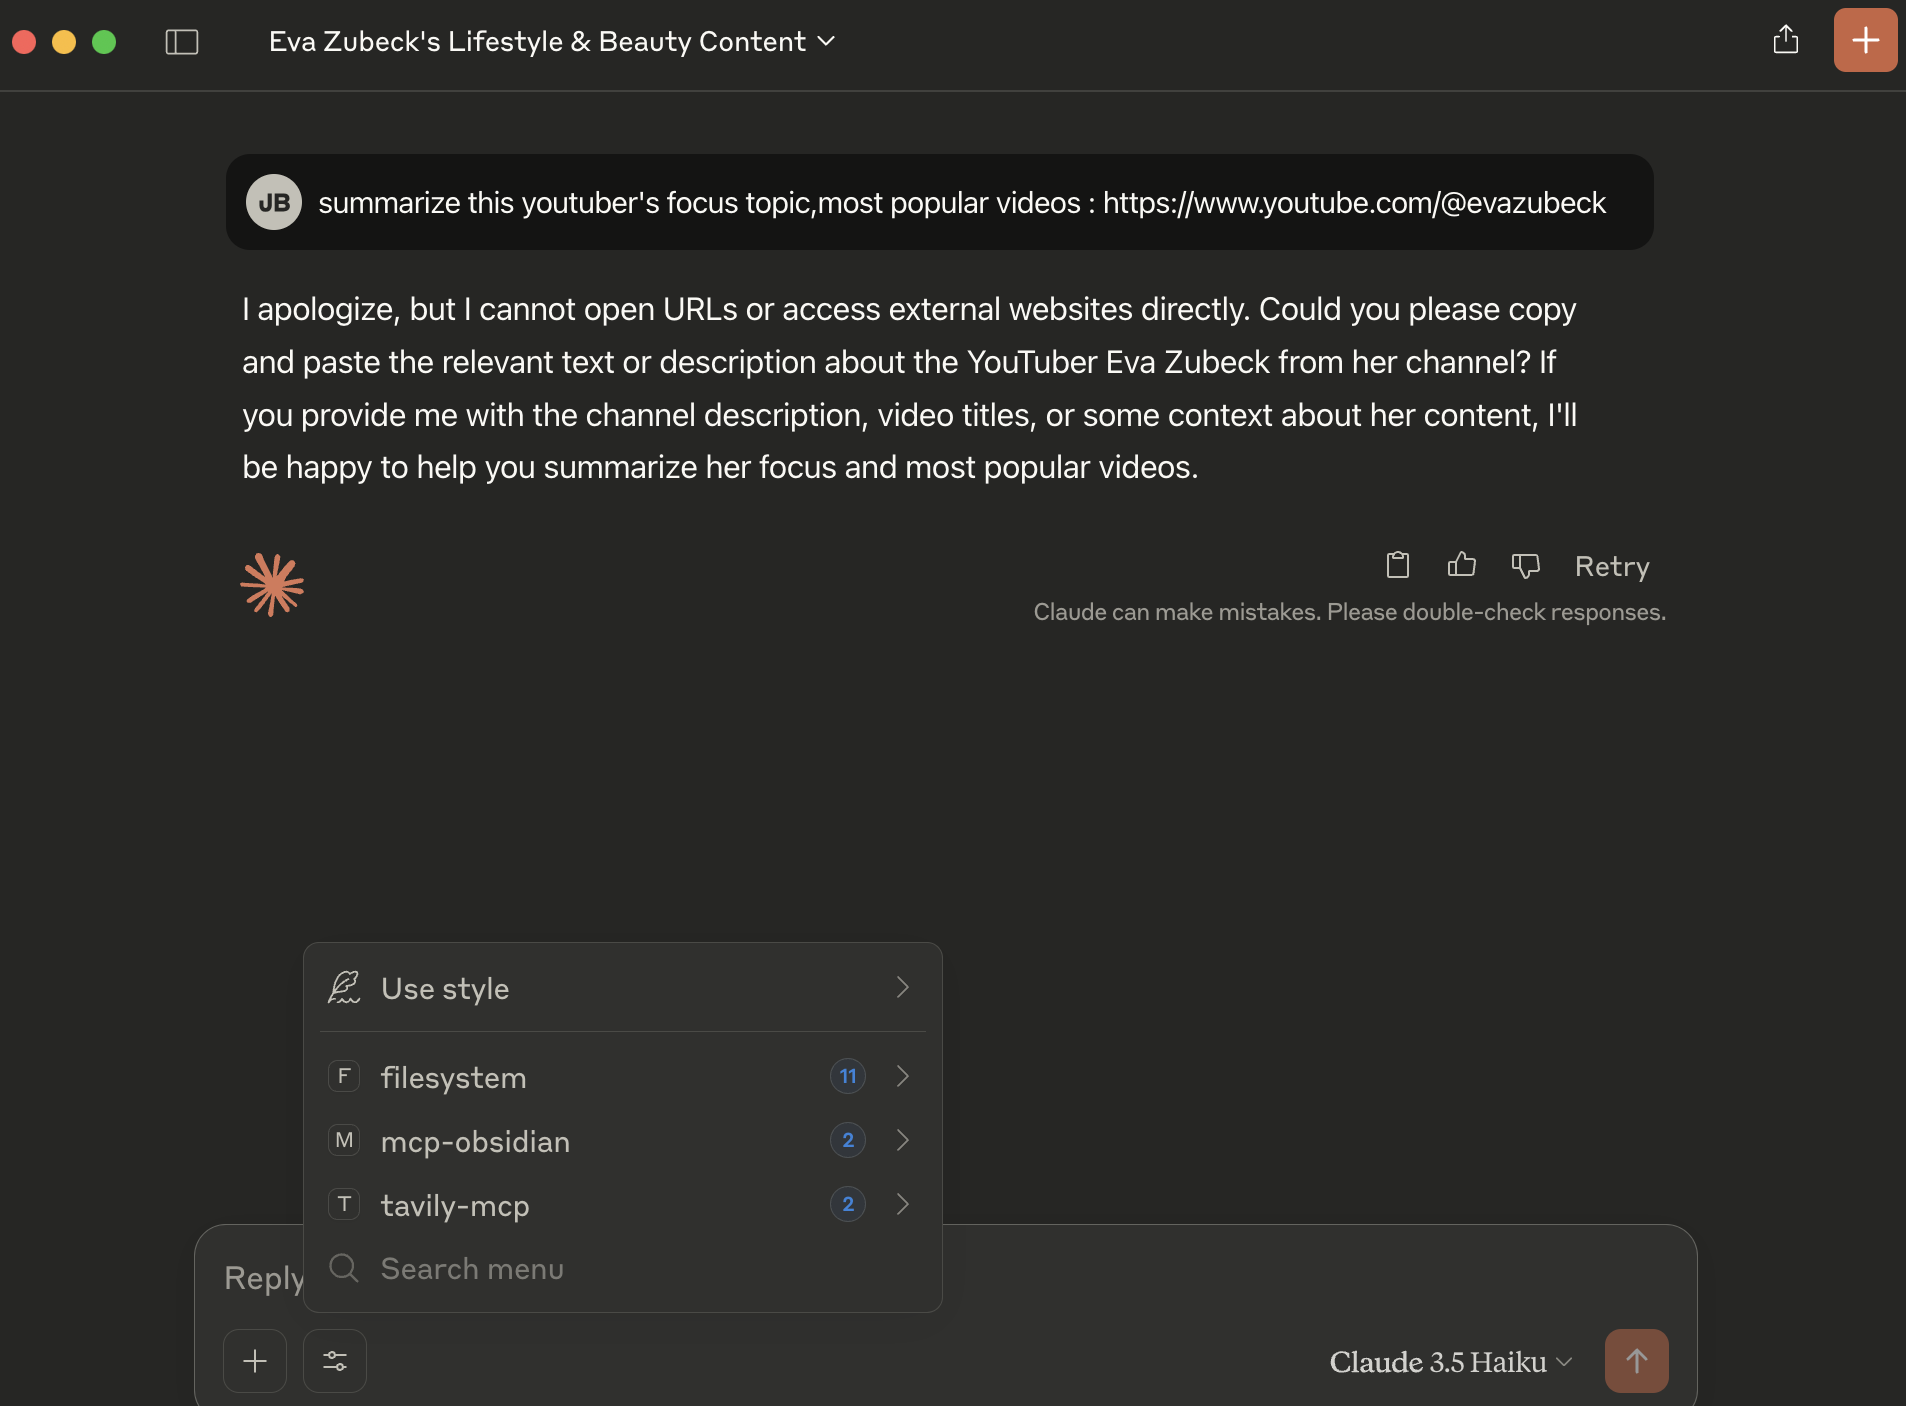 Eva Zubeck's Lifestyle & Beauty Content
JB
summarize this youtuber's focus topic,most popular videos : https://www.youtube.com/@evazubeck
I apologize, but I cannot open URLs or access external websites directly. Could you please copy
and paste the relevant text or description about the YouTuber Eva Zubeck from her channel? If
you provide me with the channel description, video titles, or some context about her content, I'll
be happy to help you summarize her focus and most popular videos.
Retry
Claude can make mistakes. Please double-check responses.
Use style
F filesystem 11
M mcp-obsidian 2
T tavily-mcp 2
Search menu
Reply
Claude 3.5 Haiku